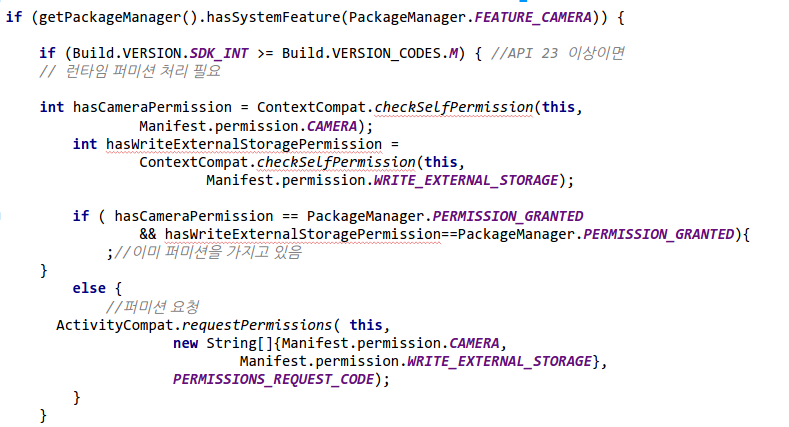 if (getPackageManager().hasSystemFeature(PackageManager.FEATURE_CAMERA)) {
if (Build.VERSION.SDK_INT >= Build.VERSION_CODES.M) { //API 23 이상이면
// 런타임 퍼미션 처리 필요
int hasCameraPermission = ContextCompat.checkSelfPermission(this,
Manifest.permission.CAMERA);
int hasWriteExternalStoragePermission =
ContextCompat.checkSelfPermission(this,
Manifest.permission.WRITE_EXTERNAL_STORAGE);
if ( hasCameraPermission == PackageManager.PERMISSION_GRANTED
&& hasWriteExternalStoragePermission==PackageManager.PERMISSION_GRANTED){
;//이미 퍼미션을 가지고 있음
}
else {
//퍼미션 요청
ActivityCompat.requestPermissions( this,
new String[]{Manifest.permission.CAMERA,
Manifest.permission.WRITE_EXTERNAL_STORAGE},
PERMISSIONS_REQUEST_CODE);
}
}